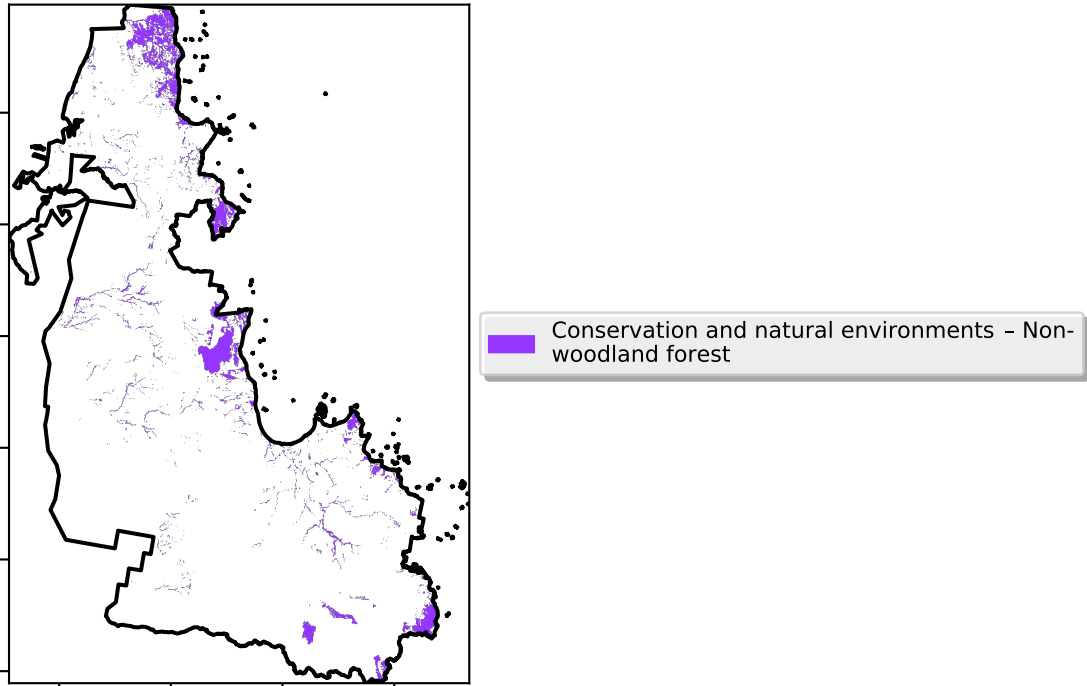 Conservation and natural environments – Non-
woodland forest